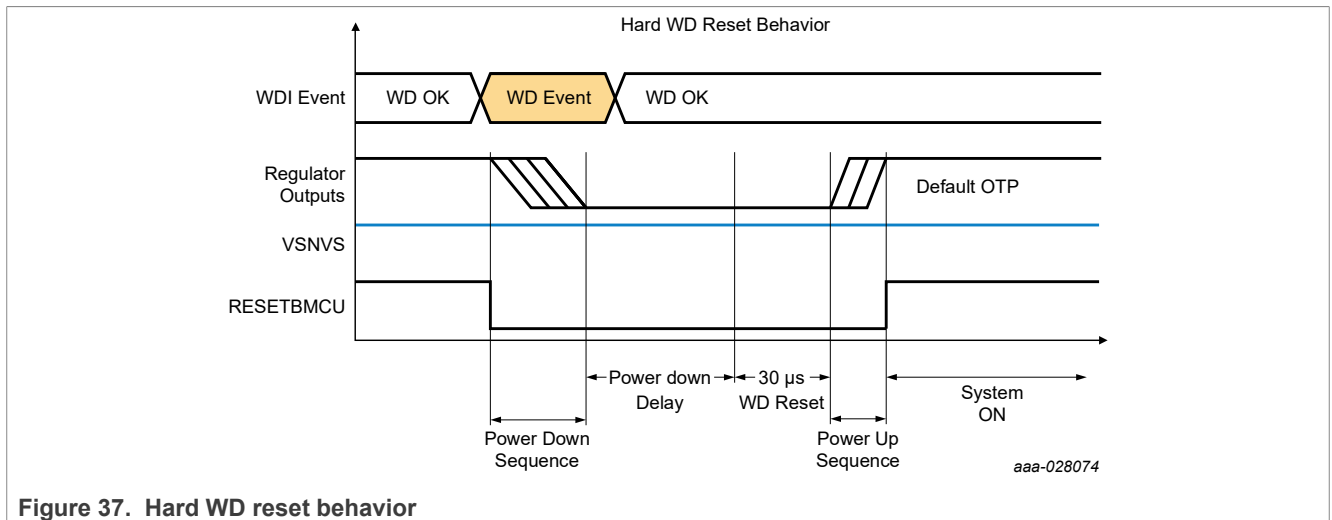 Hard WD Reset Behavior
WDI Event
WD OK
WD Event
WD OK
Regulator
Outputs
Default OTP
VSNVS
RESETBMCU
Power down
Delay
30 µs
WD Reset
System
ON
Power Down
Sequence
Power Up
Sequence
aaa-028074
Figure 37. Hard WD reset behavior